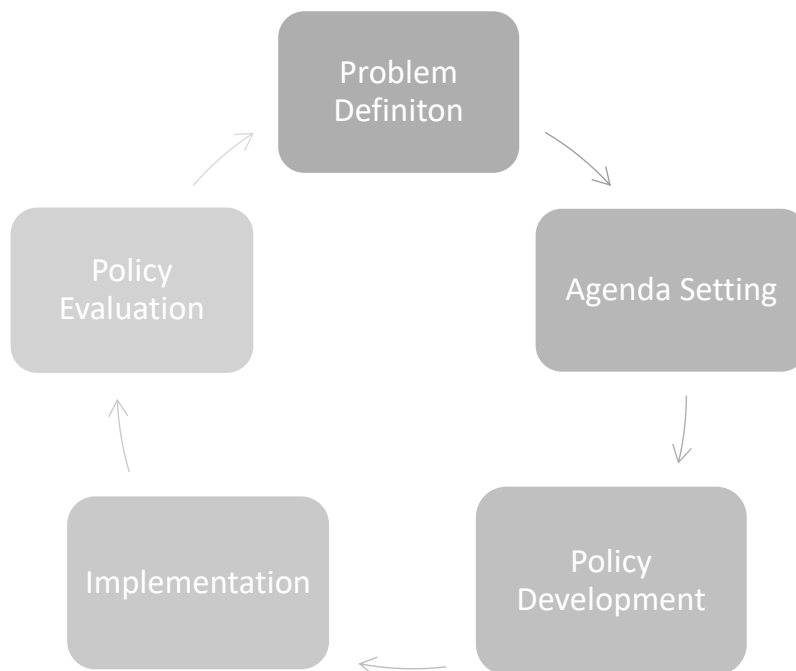 Problem
Definiton
Agenda Setting
Policy
Development
Implementation
Policy
Evaluation